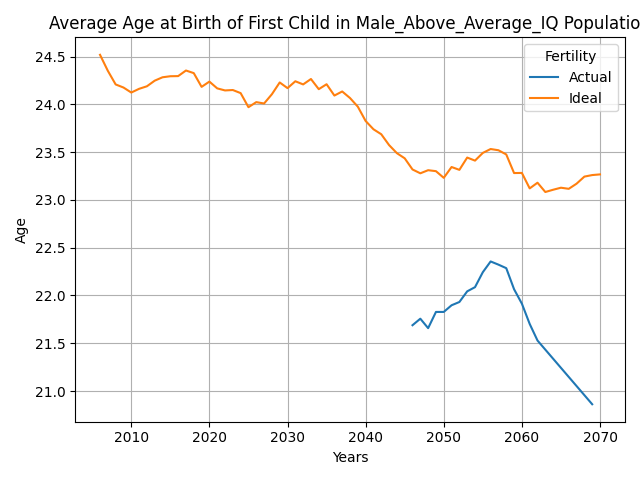 Average Age at Birth of First Child in Male_Above_Average_IQ Populatio
Fertility
Actual
Ideal
24.5
24.0
23.5
23.0
22.5
22.0
21.5
21.0
Age
2010 2020 2030 2040 2050 2060 2070
Years